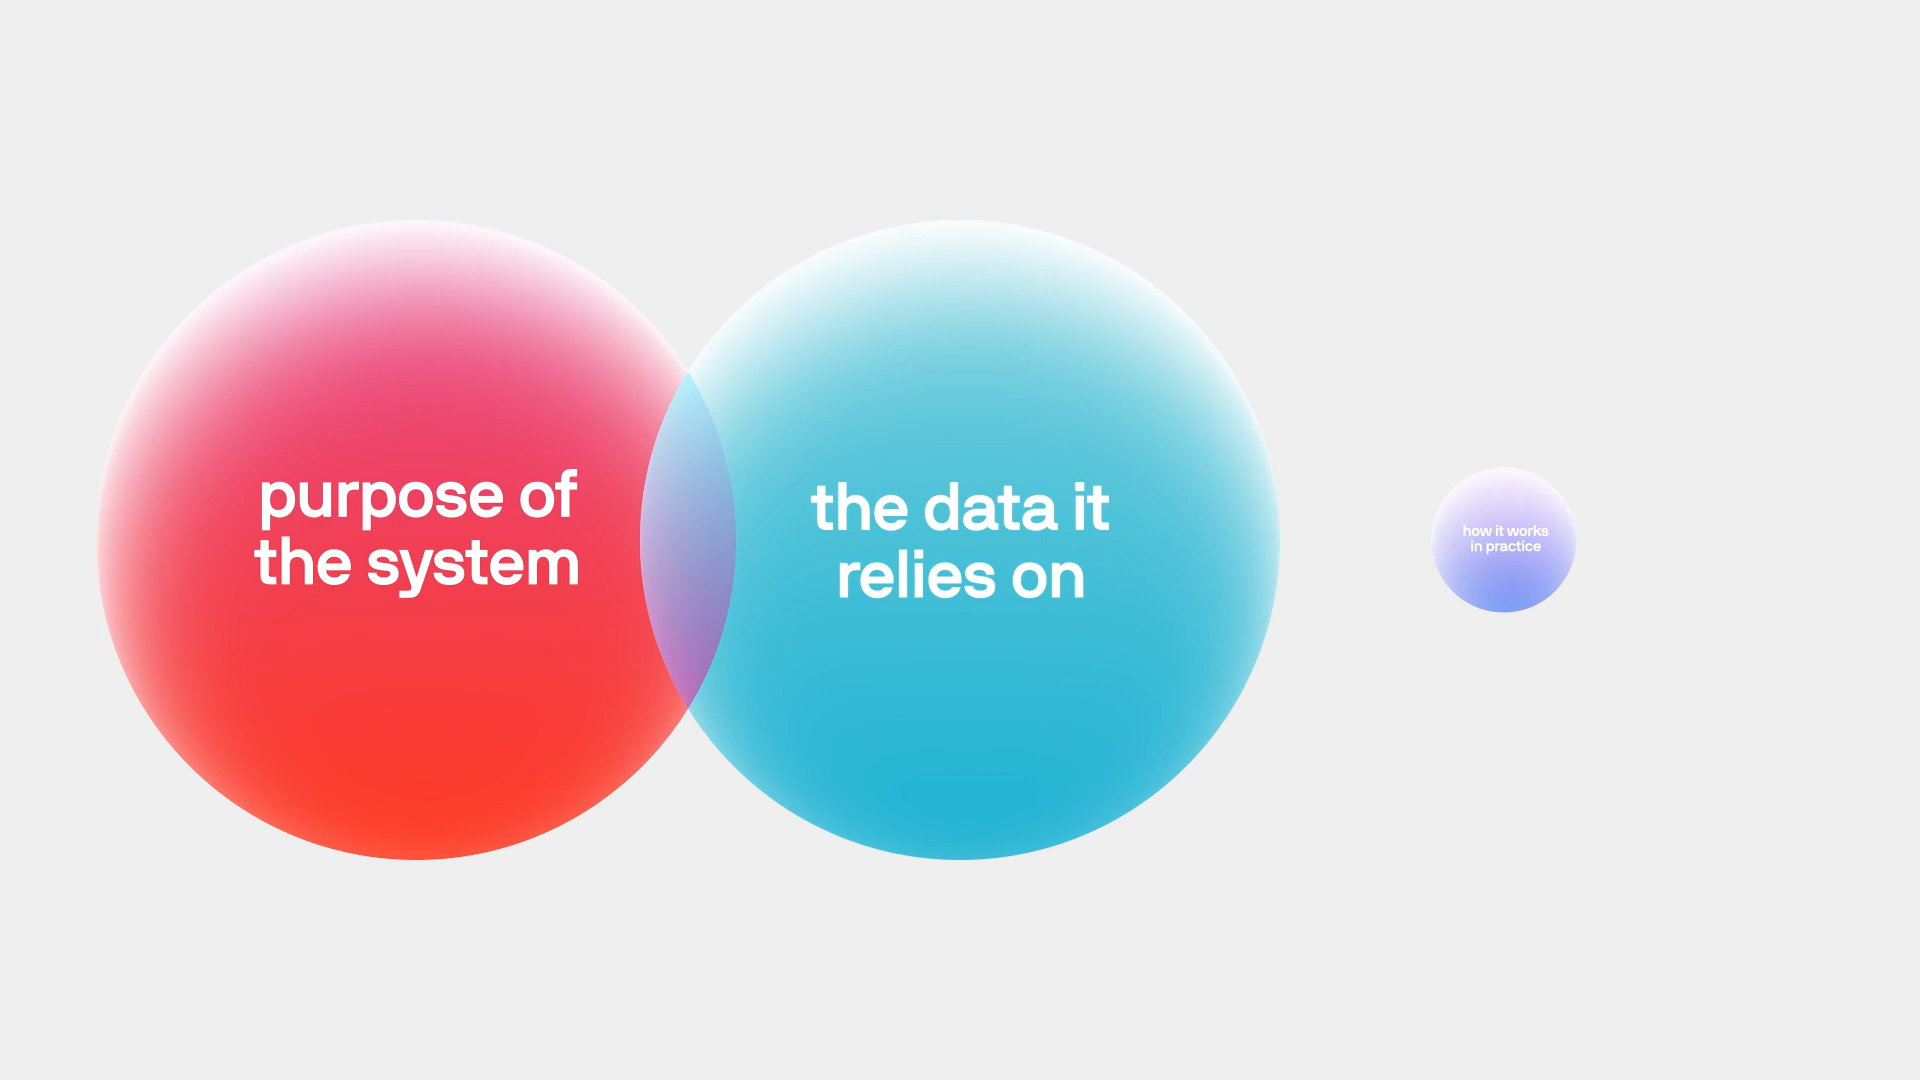 purpose of
the system
the data it
relies on
how it works
in practice